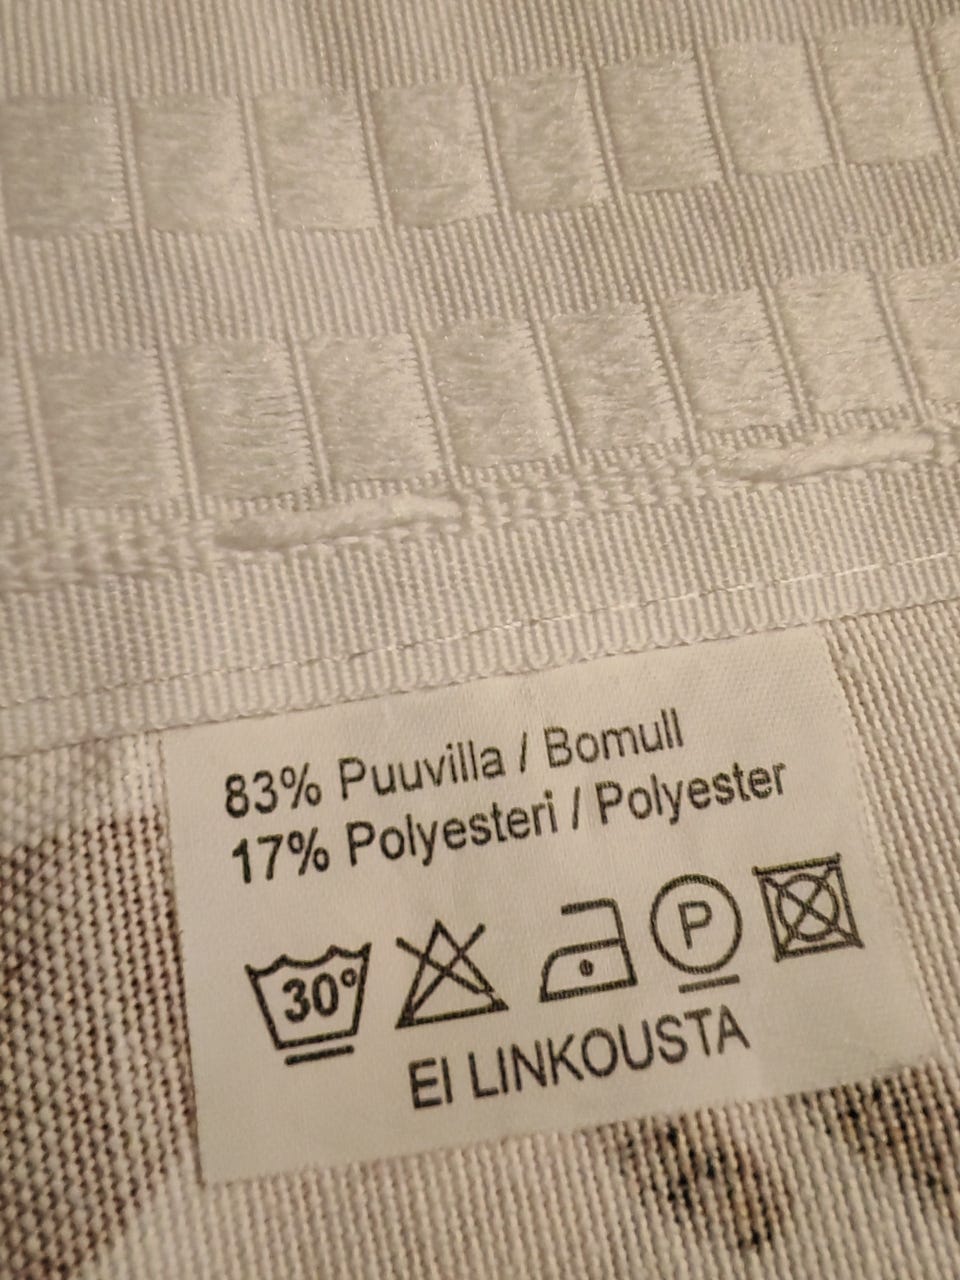 83% Puuvilla / Bomull
17% Polyesteri / Polyester
30° P
EI LINKOUSTA